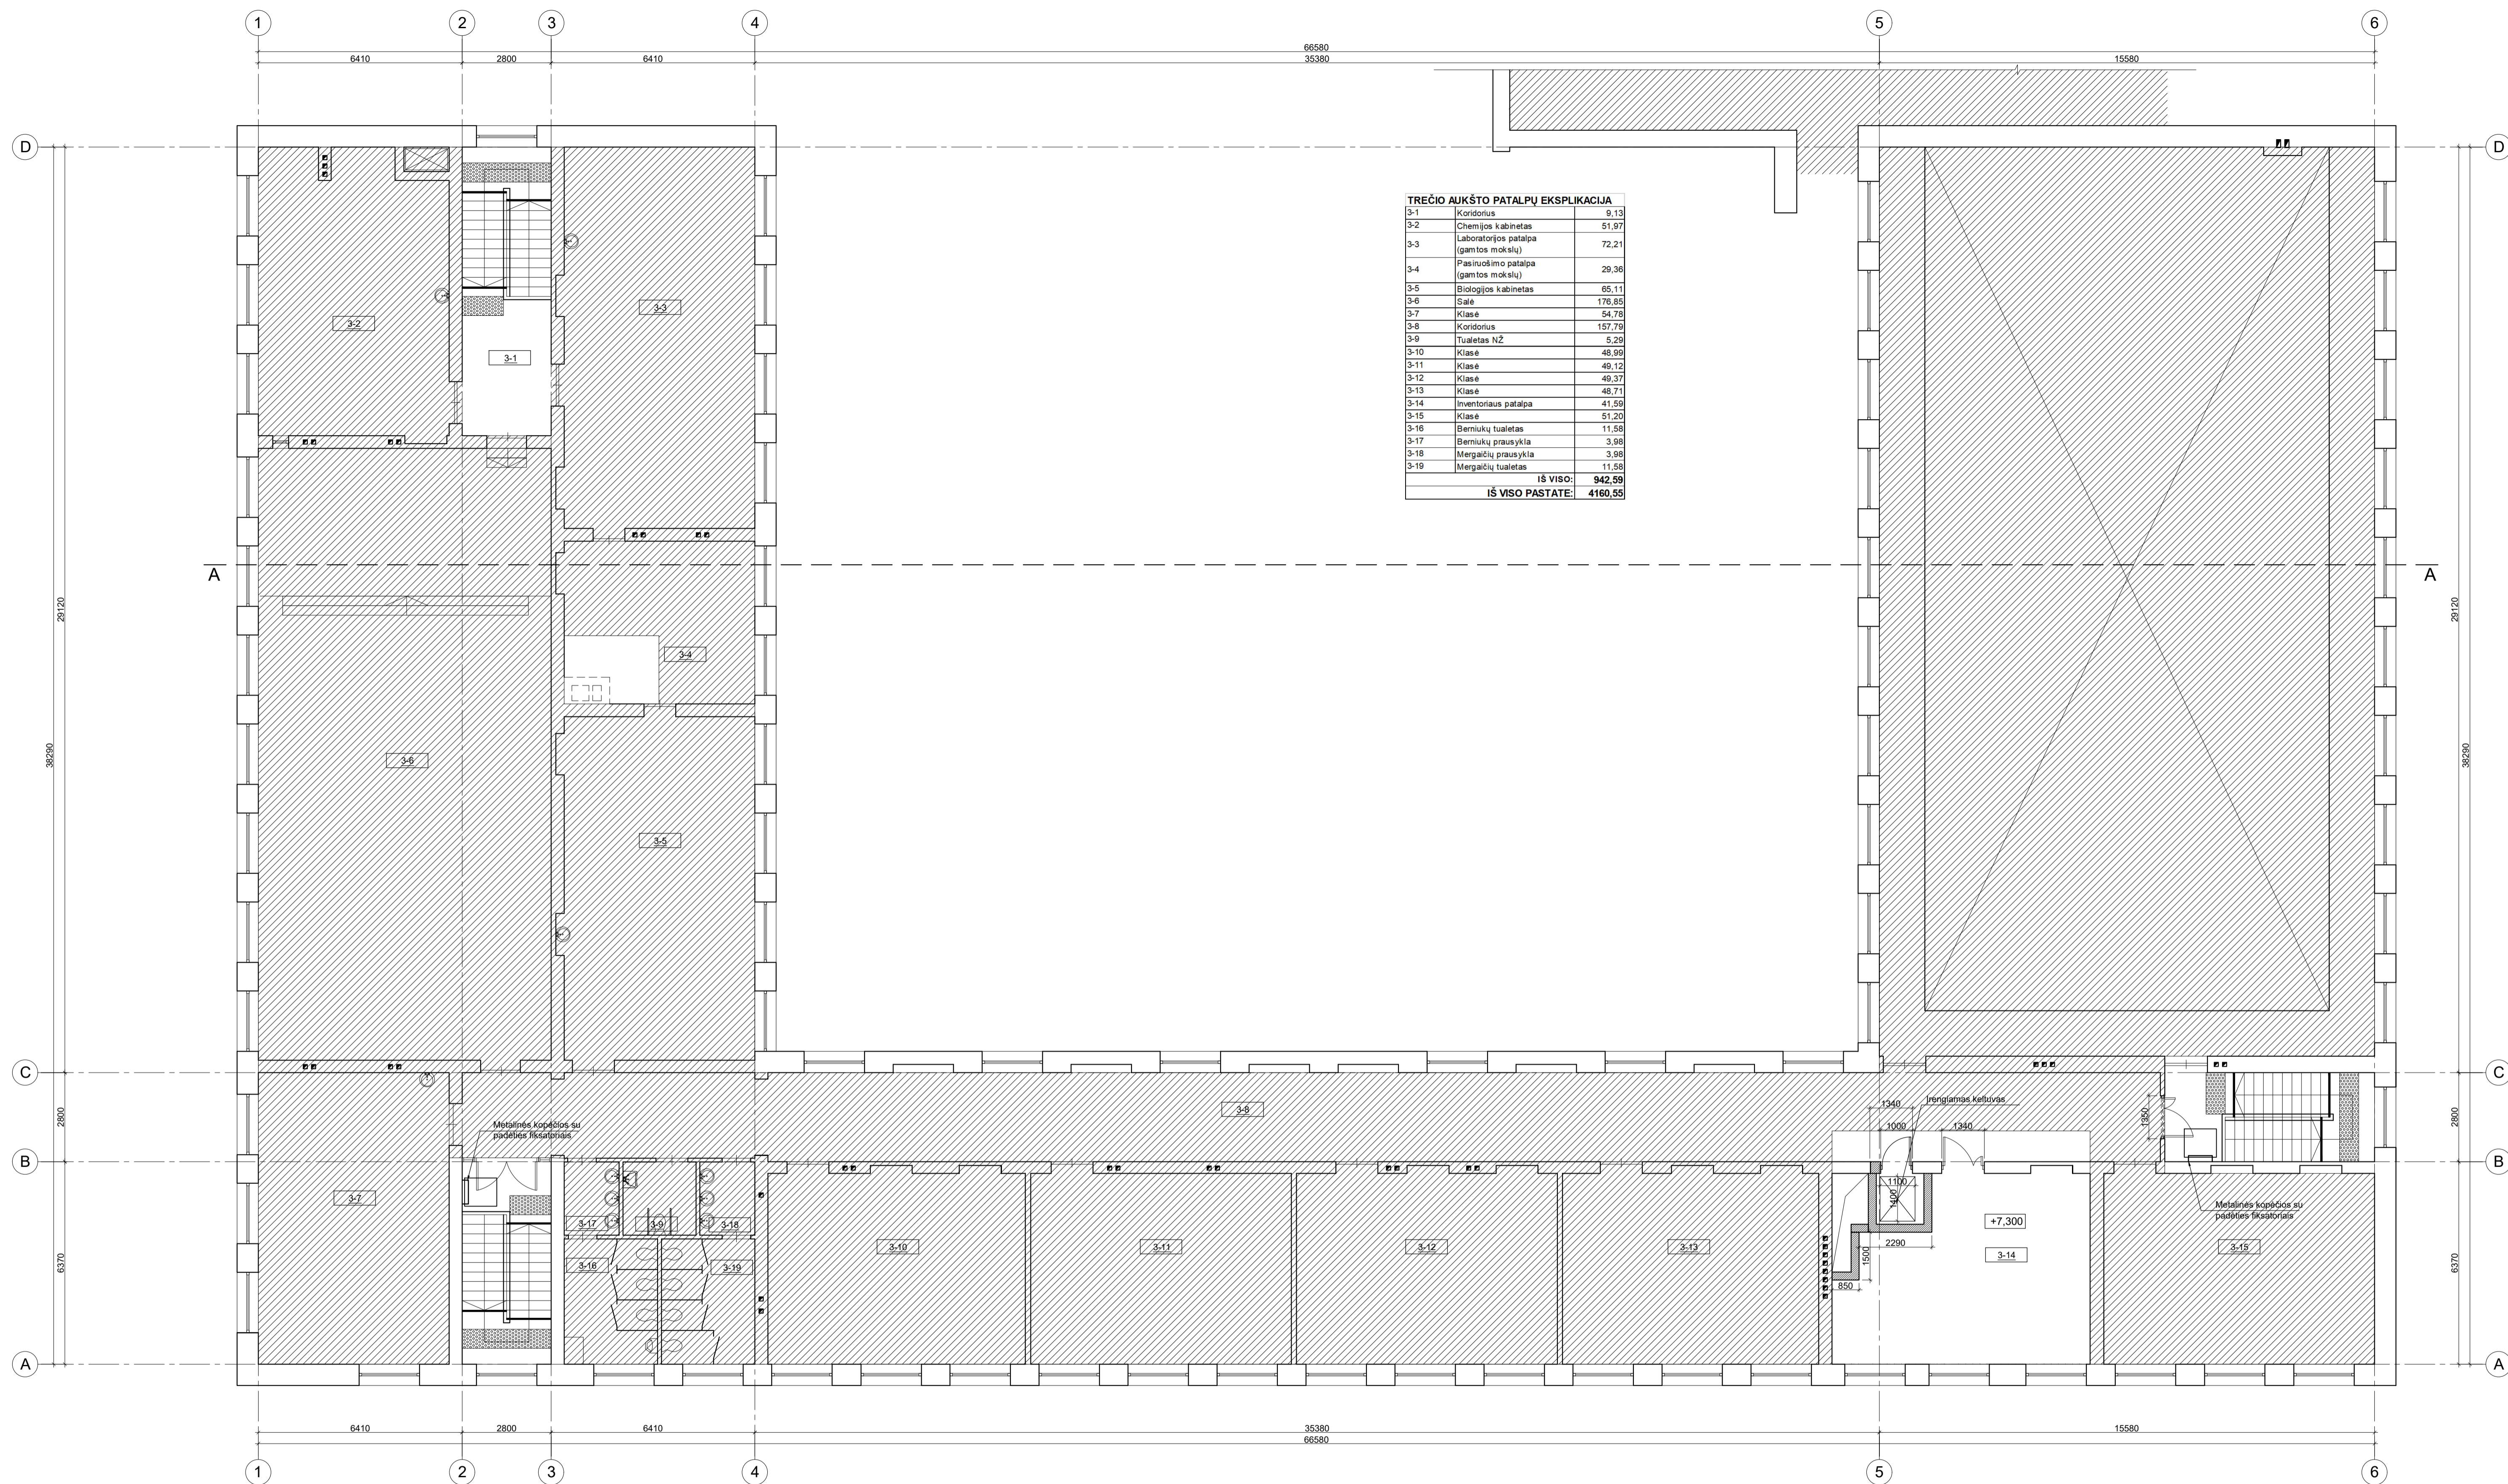 1 2 3 4 5 6
66580
6410 2800 6410 35380 15580
D D
TREČIO AUKŠTO PATALPŲ EKSPLIKACIJA
3-1 Koridorius 9,13
3-2 Chemijos kabinetas 51,97
3-3 Laboratorijos patalpa
(gamtos mokslų) 72,21
3-4 Pasiruošimo patalpa
(gamtos mokslų) 29,36
3-5 Biologijos kabinetas 65,11
3-6 Salė 176,85
3-7 Klasė 54,78
3-8 Koridorius 157,79
3-9 Tualetas NŽ 5,29
3-10 Klasė 48,99
3-11 Klasė 49,12
3-12 Klasė 49,37
3-13 Klasė 48,71
3-14 Inventoriaus patalpa 41,59
3-15 Klasė 51,20
3-16 Berniukų tualetas 11,58
3-17 Berniukų prausykla 3,98
3-18 Mergaičių prausykla 3,98
3-19 Mergaičių tualetas 11,58
IŠ VISO: 942,59
IŠ VISO PASTATE: 4160,55
3-2
3-3
3-1
A A
29120 29120
3-4
38290 38290
3-6
3-5
C C
3-8
1340
Įrengiamas keltuvas
2800 2800
1350
Metalinės kopėčios su
padėties fiksatoriais
1000 1340
B B
1100
1400
3-7
Metalinės kopėčios su
padėties fiksatoriais
3-17 3-9 3-18
+7,300
2290
3-10 3-11 3-12 3-13 3-14 3-15
1500
3-16 3-19
6370 6370
850
A A
6410 2800 6410 35380 15580
66580
1 2 3 4 5 6